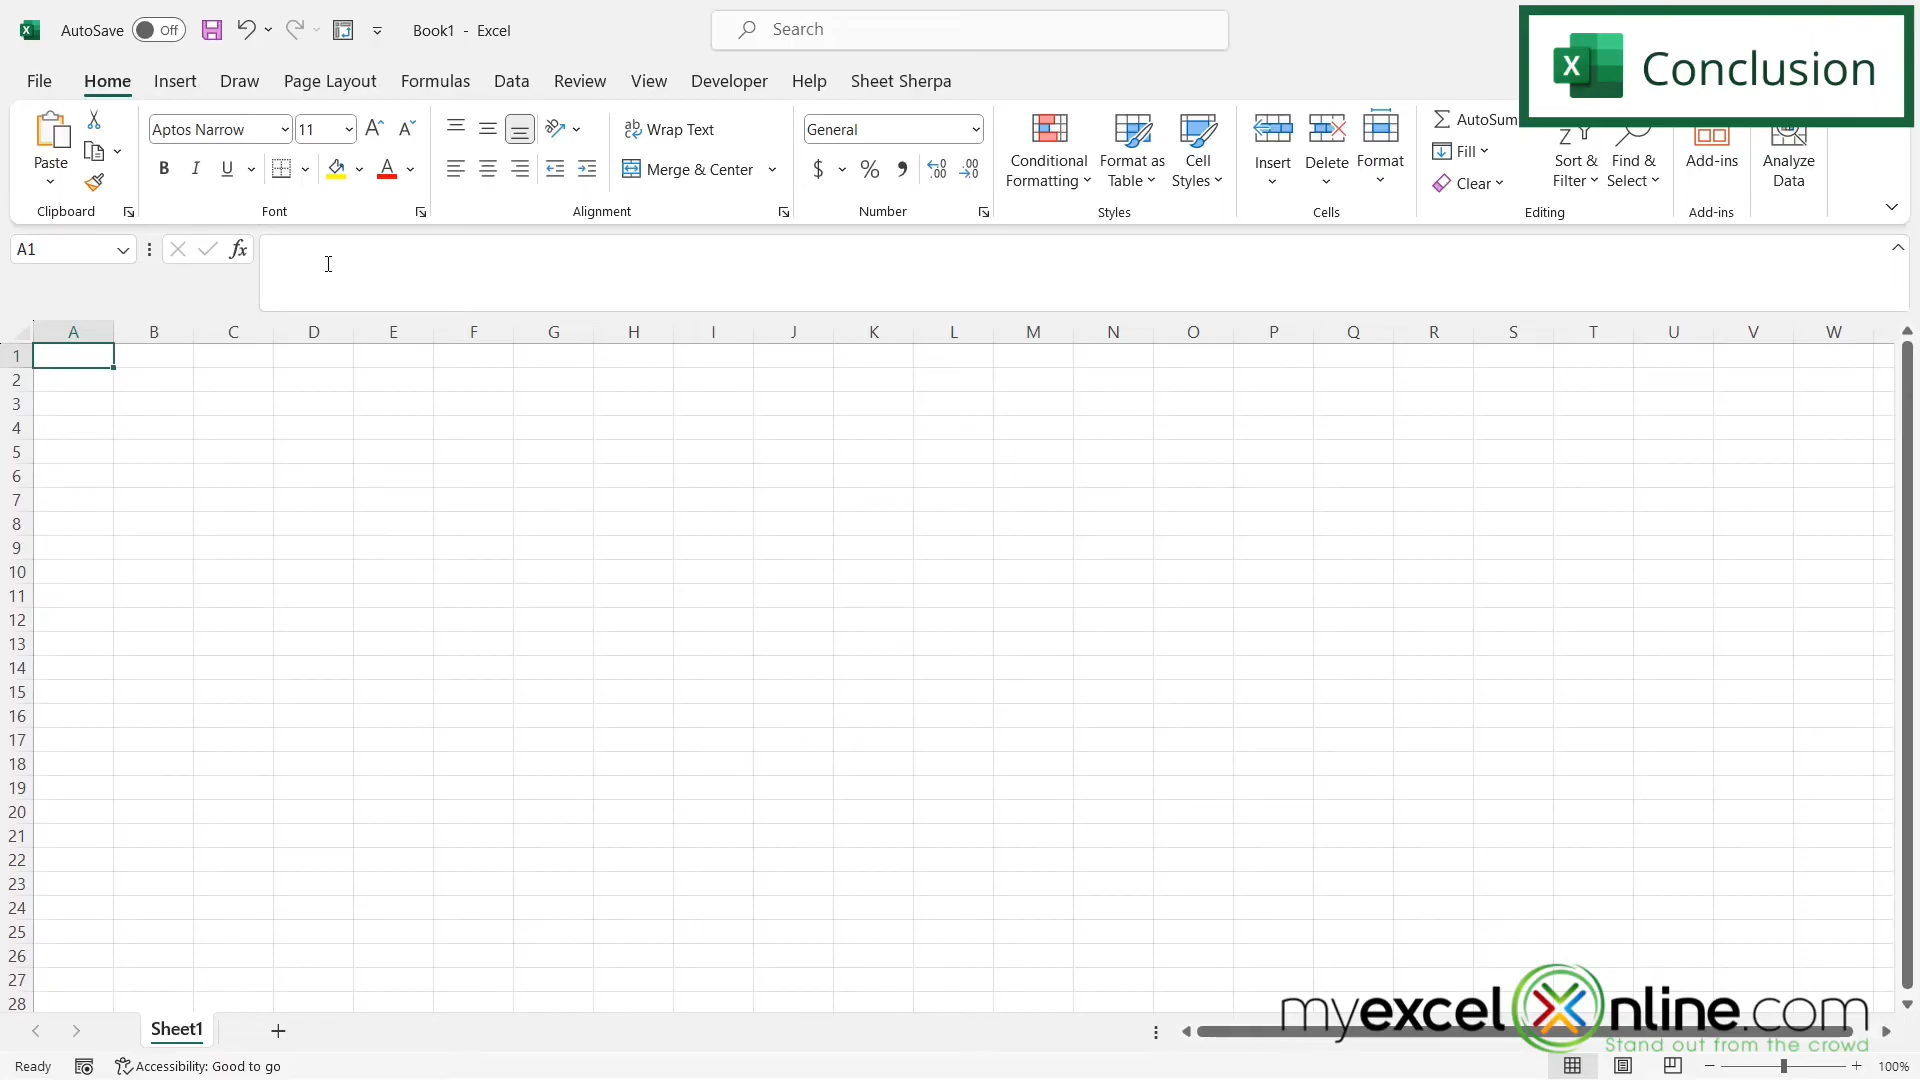 AutoSave Off Book1 - Excel Search
X Conclusion
File Home Insert Draw Page Layout Formulas Data Review View Developer Help Sheet Sherpa
Paste
Clipboard
Aptos Narrow 11
B I U
Font
ab Wrap Text
Merge & Center
Alignment
General
$ % 9 .00
Number
Conditional Formatting
Format as Table
Cell Styles
Styles
Insert
Delete
Format
Cells
AutoSum
Fill
Clear
Sort & Filter
Find & Select
Editing
Add-ins
Add-ins
Analyze Data
A1 fx
A B C D E F G H I J K L M N O P Q R S T U V W
1
2
3
4
5
6
7
8
9
10
11
12
13
14
15
16
17
18
19
20
21
22
23
24
25
26
27
28
Sheet1
myexcelonline.com
Stand out from the crowd
Ready Accessibility: Good to go 100%